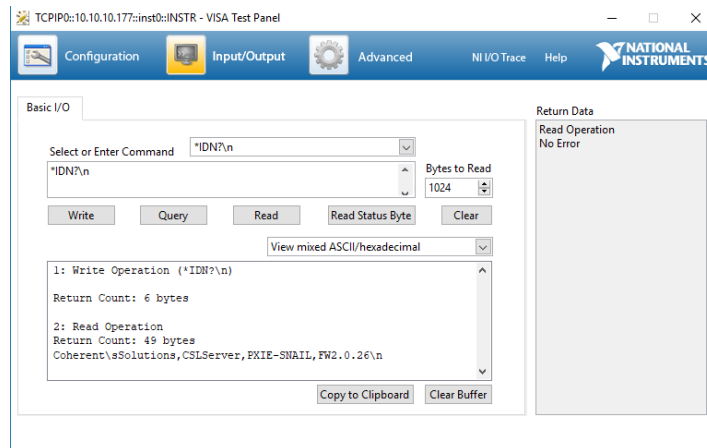 TCPIP0::10.10.10.177::inst0::INSTR - VISA Test Panel
Configuration
Input/Output
Advanced
NI I/O Trace
Help
NATIONAL
INSTRUMENTS
Basic I/O
Return Data
Select or Enter Command
*IDN?\n
*IDN?\n
Bytes to Read
1024
Write
Query
Read
Read Status Byte
Clear
View mixed ASCII/hexadecimal
1: Write Operation (*IDN?\n)
Return Count: 6 bytes
2: Read Operation
Return Count: 49 bytes
Coherent\sSolutions,CSLServer,PXIE-SNAIL,FW2.0.26\n
Copy to Clipboard
Clear Buffer
Read Operation
No Error